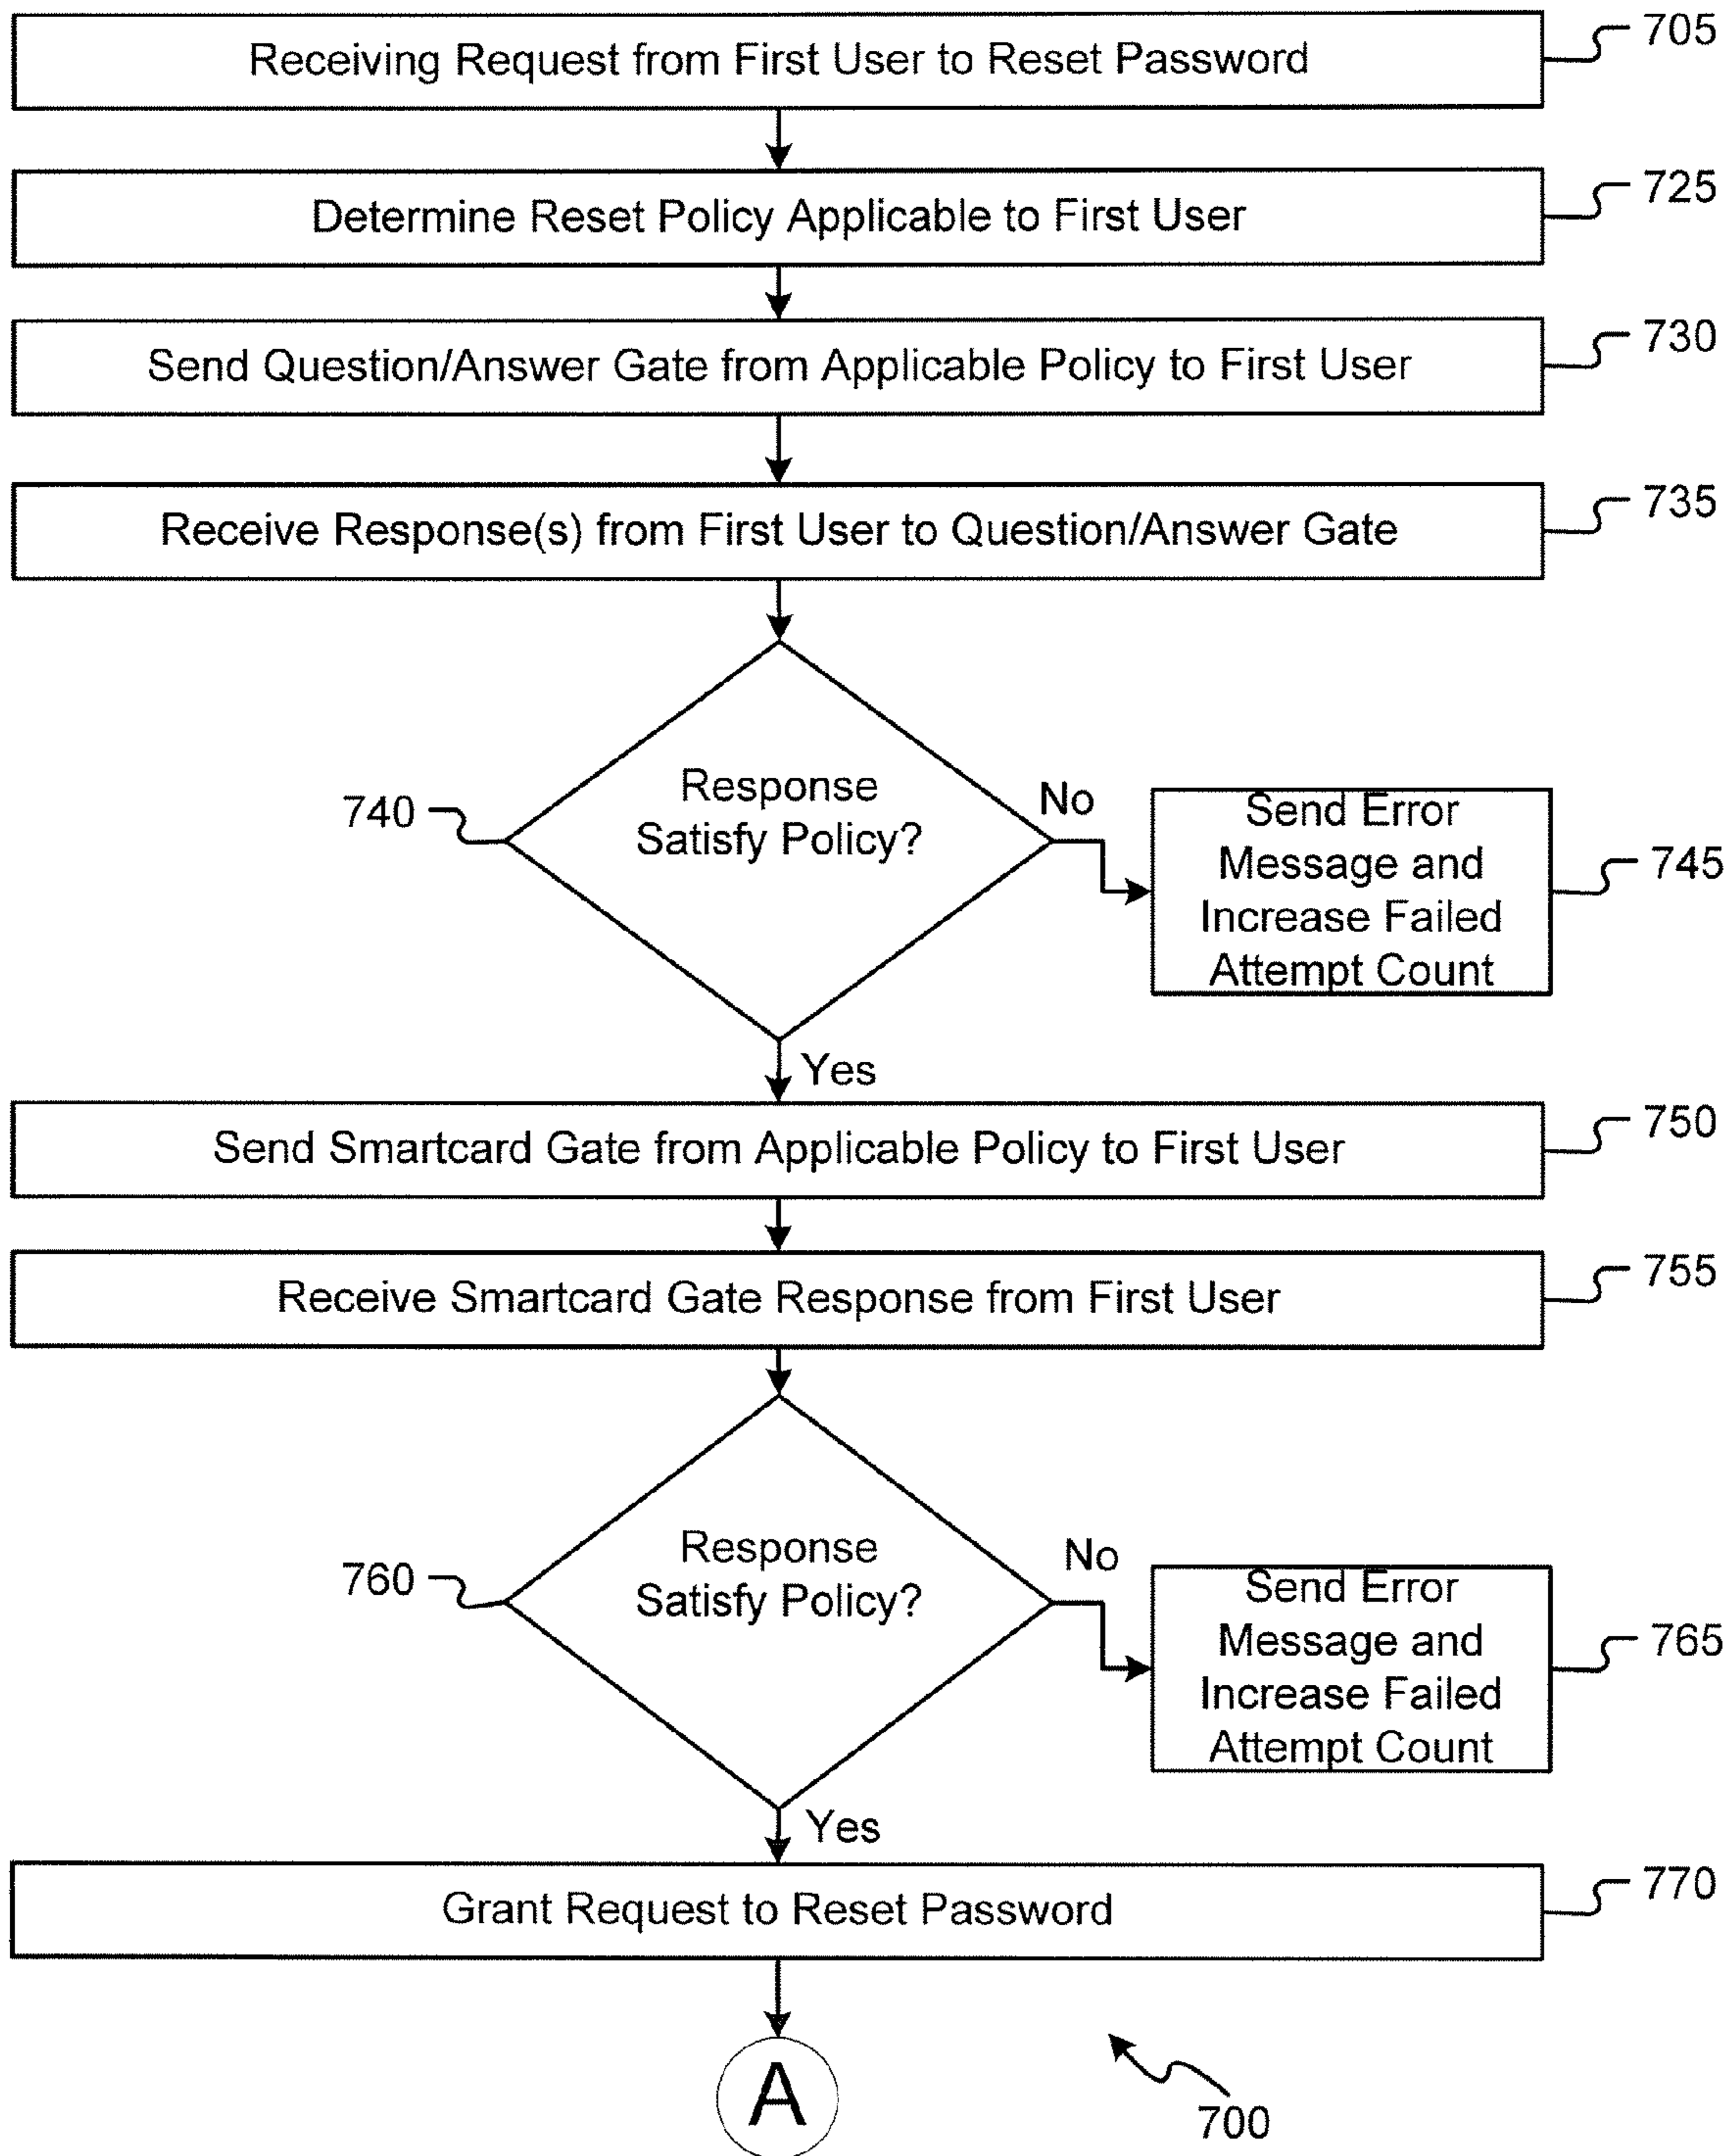 Receiving Request from First User to Reset Password
705
Determine Reset Policy Applicable to First User
725
Send Question/Answer Gate from Applicable Policy to First User
730
Receive Response(s) from First User to Question/Answer Gate
735
740
Response
Satisfy Policy?
No
Send Error
Message and
Increase Failed
Attempt Count
745
Yes
Send Smartcard Gate from Applicable Policy to First User
750
Receive Smartcard Gate Response from First User
755
760
Response
Satisfy Policy?
No
Send Error
Message and
Increase Failed
Attempt Count
765
Yes
Grant Request to Reset Password
770
A
700